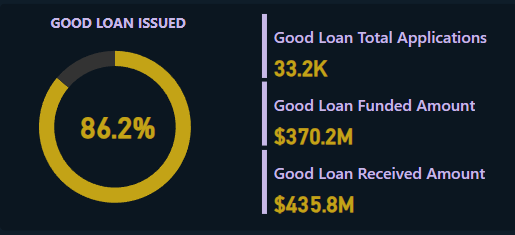 GOOD LOAN ISSUED
86.2%
Good Loan Total Applications
33.2K
Good Loan Funded Amount
$370.2M
Good Loan Received Amount
$435.8M